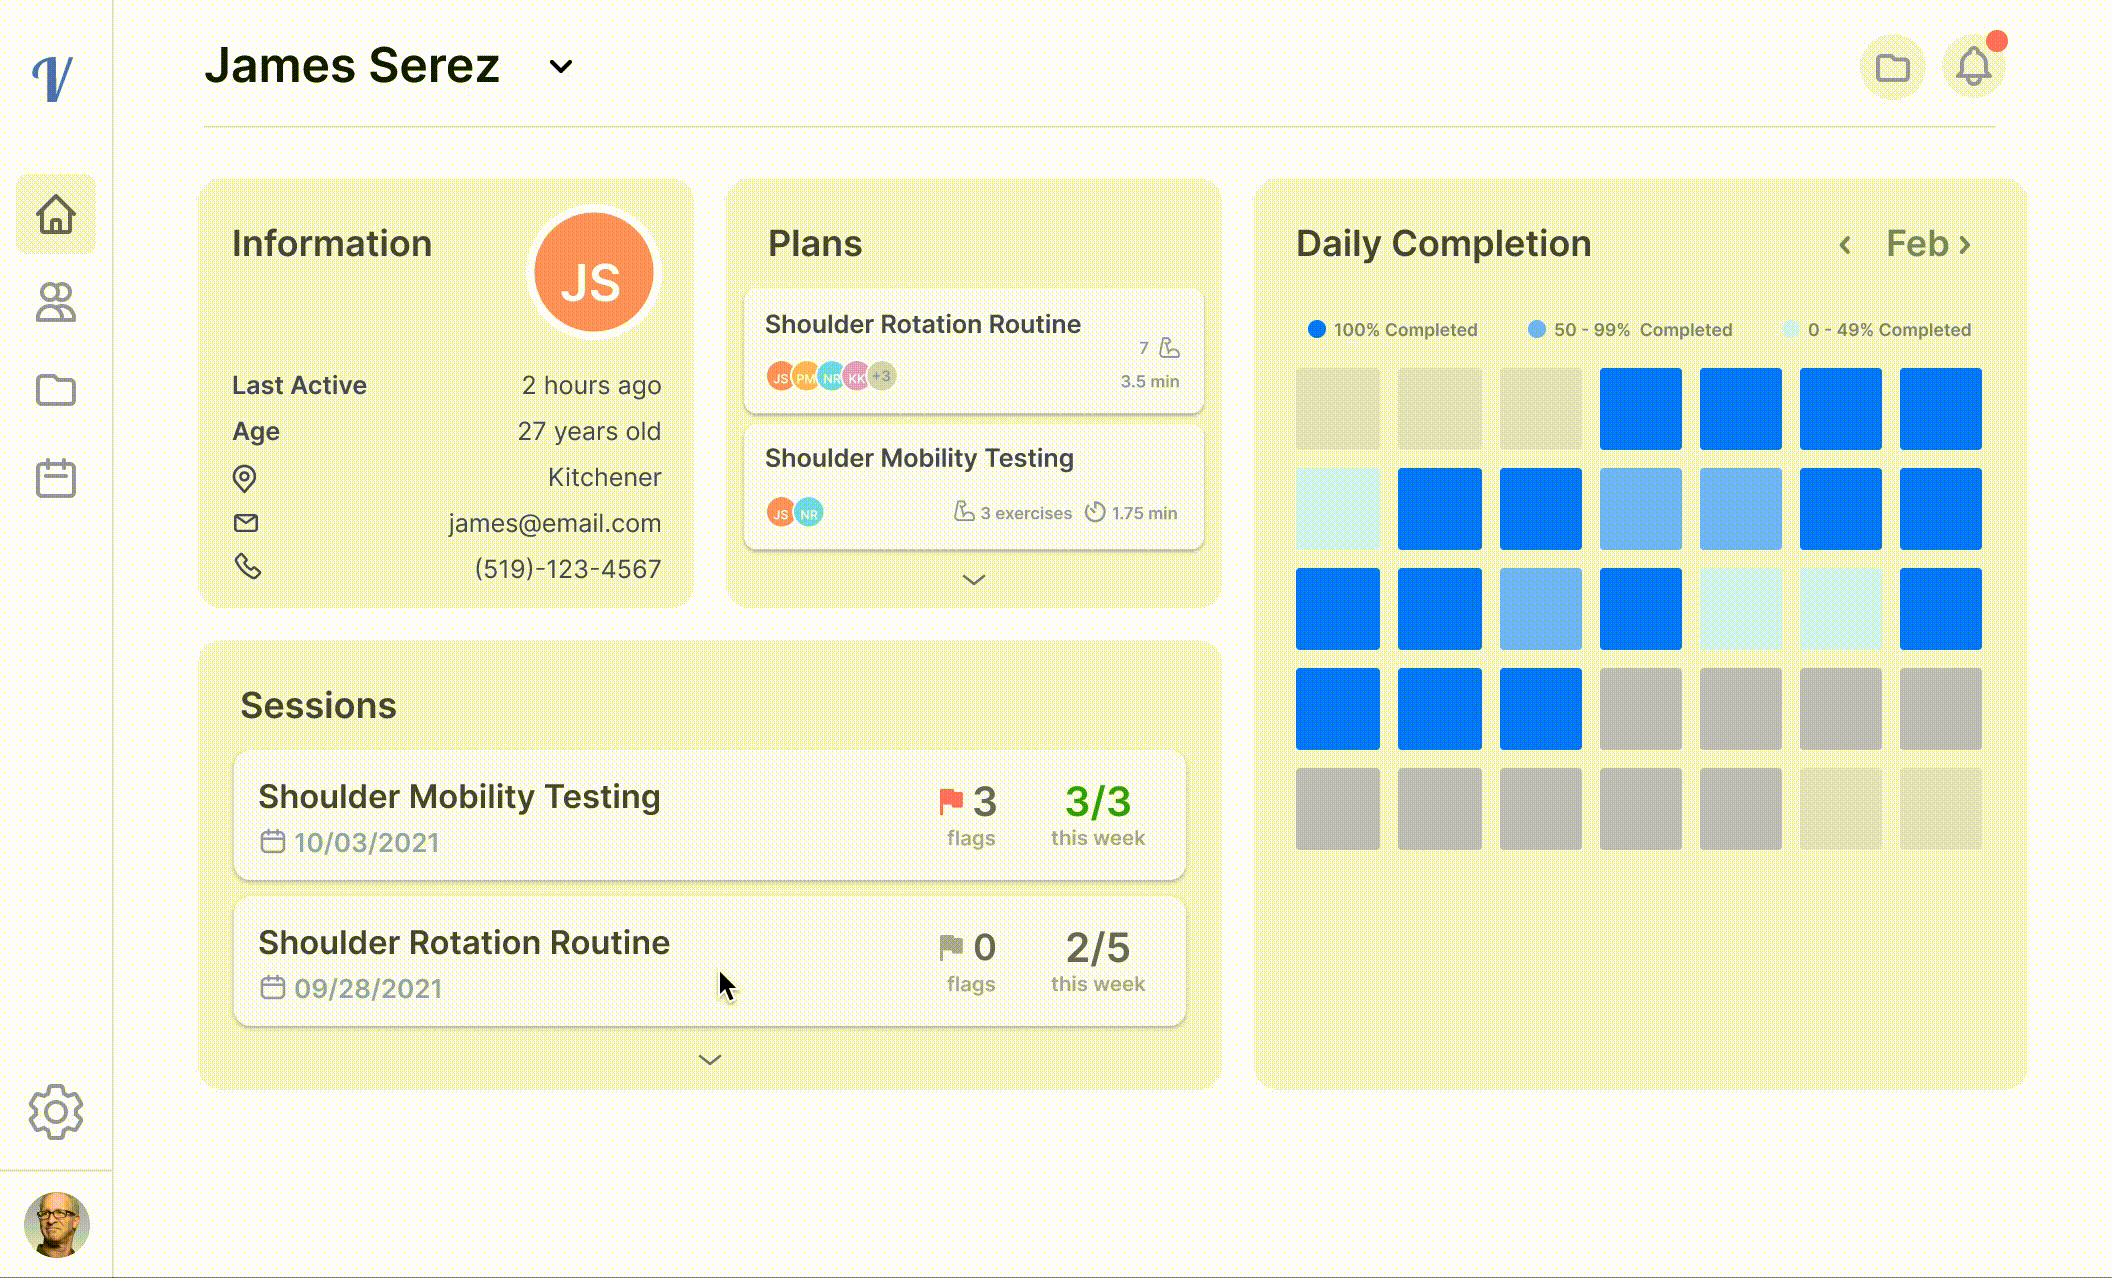 V
James Serez
Information
JS
Last Active 2 hours ago
Age 27 years old
Kitchener
james@email.com
(519)-123-4567
Plans
Shoulder Rotation Routine
7
JS PM NR KK +3
3.5 min
Shoulder Mobility Testing
JS NR 3 exercises 1.75 min
Daily Completion
Feb
100% Completed 50 - 99% Completed 0 - 49% Completed
Sessions
Shoulder Mobility Testing
10/03/2021
3
flags
3/3
this week
Shoulder Rotation Routine
09/28/2021
0
flags
2/5
this week